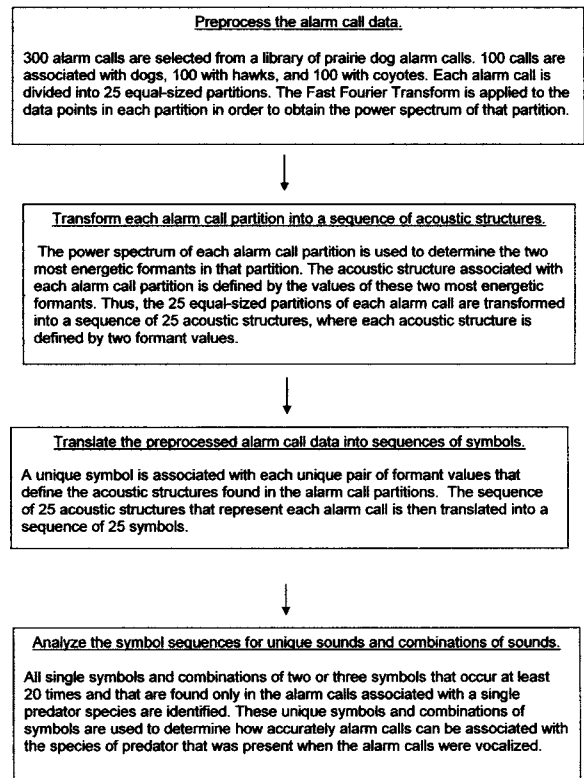 Preprocess the alarm call data.
300 alarm calls are selected from a library of prairie dog alarm calls. 100 calls are
associated with dogs, 100 with hawks, and 100 with coyotes. Each alarm call is
divided into 25 equal-sized partitions. The Fast Fourier Transform is applied to the
data points in each partition in order to obtain the power spectrum of that partition.
Transform each alarm call partition into a sequence of acoustic structures.
The power spectrum of each alarm call partition is used to determine the two
most energetic formants in that partition. The acoustic structure associated with
each alarm call partition is defined by the values of these two most energetic
formants. Thus, the 25 equal-sized partitions of each alarm call are transformed
into a sequence of 25 acoustic structures, where each acoustic structure is
defined by two formant values.
Translate the preprocessed alarm call data into sequences of symbols.
A unique symbol is associated with each unique pair of formant values that
define the acoustic structures found in the alarm call partitions. The sequence
of 25 acoustic structures that represent each alarm call is then translated into a
sequence of 25 symbols.
Analyze the symbol sequences for unique sounds and combinations of sounds.
All single symbols and combinations of two or three symbols that occur at least
20 times and that are found only in the alarm calls associated with a single
predator species are identified. These unique symbols and combinations of
symbols are used to determine how accurately alarm calls can be associated with
the species of predator that was present when the alarm calls were vocalized.